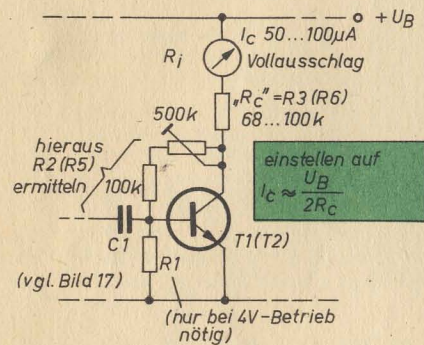 + U_B
I_C 50...100µA
R_i
Vollausschlag
„R_C" = R3 (R6)
68...100k
500k
hieraus
R2 (R5)
ermitteln
100k
einstellen auf
I_C ≈ U_B / 2R_C
C1
T1(T2)
R1
(vgl. Bild 17)
(nur bei 4V-Betrieb
nötig)